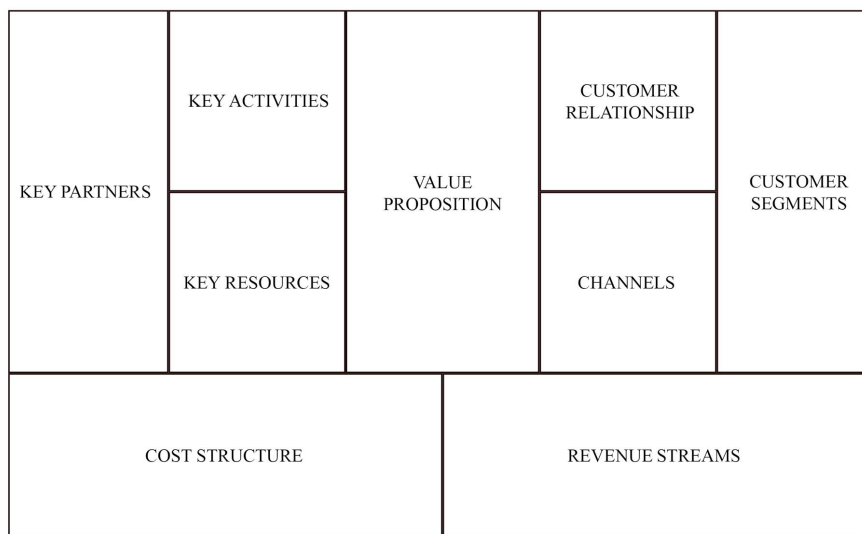 KEY PARTNERS
KEY ACTIVITIES
KEY RESOURCES
VALUE
PROPOSITION
CUSTOMER
RELATIONSHIP
CHANNELS
CUSTOMER
SEGMENTS
COST STRUCTURE
REVENUE STREAMS